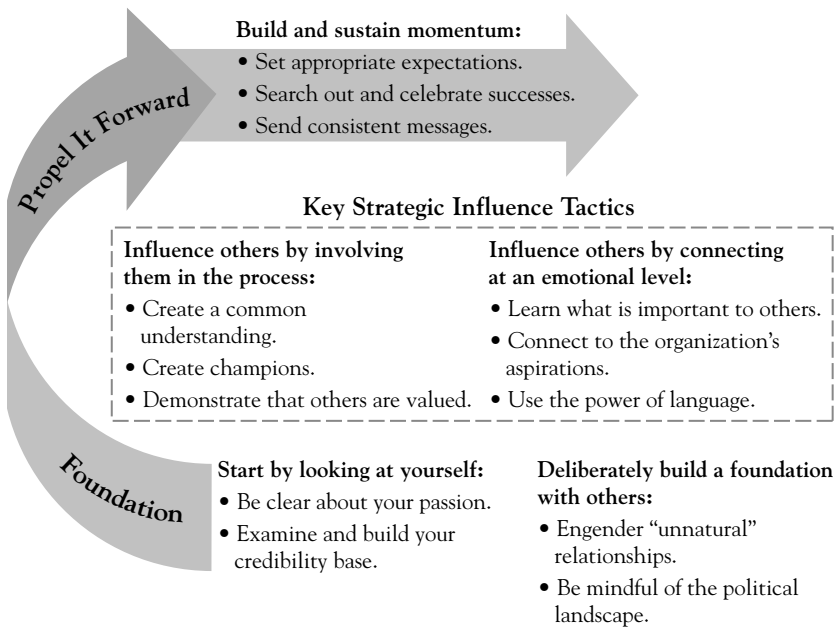 Build and sustain momentum:
• Set appropriate expectations.
• Search out and celebrate successes.
• Send consistent messages.
Propel It Forward
Key Strategic Influence Tactics
Influence others by involving
them in the process:
• Create a common
understanding.
• Create champions.
• Demonstrate that others are valued.
Influence others by connecting
at an emotional level:
• Learn what is important to others.
• Connect to the organization’s
aspirations.
• Use the power of language.
Foundation
Start by looking at yourself:
• Be clear about your passion.
• Examine and build your
credibility base.
Deliberately build a foundation
with others:
• Engender “unnatural”
relationships.
• Be mindful of the political
landscape.